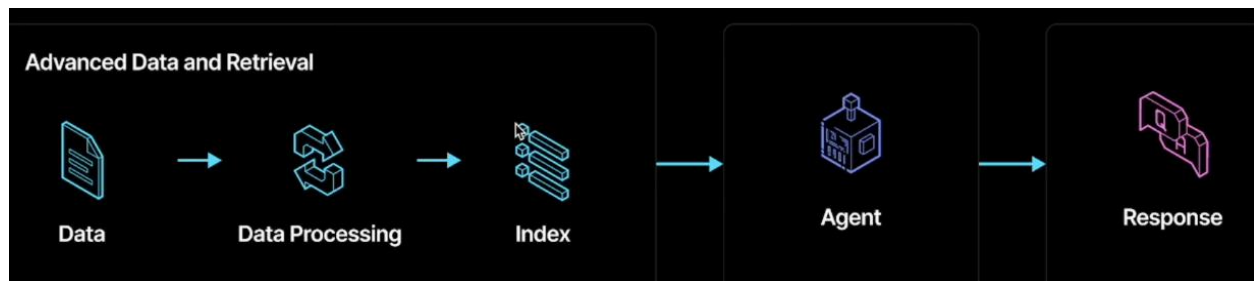 Advanced Data and Retrieval
Data
Data Processing
Index
Agent
Response